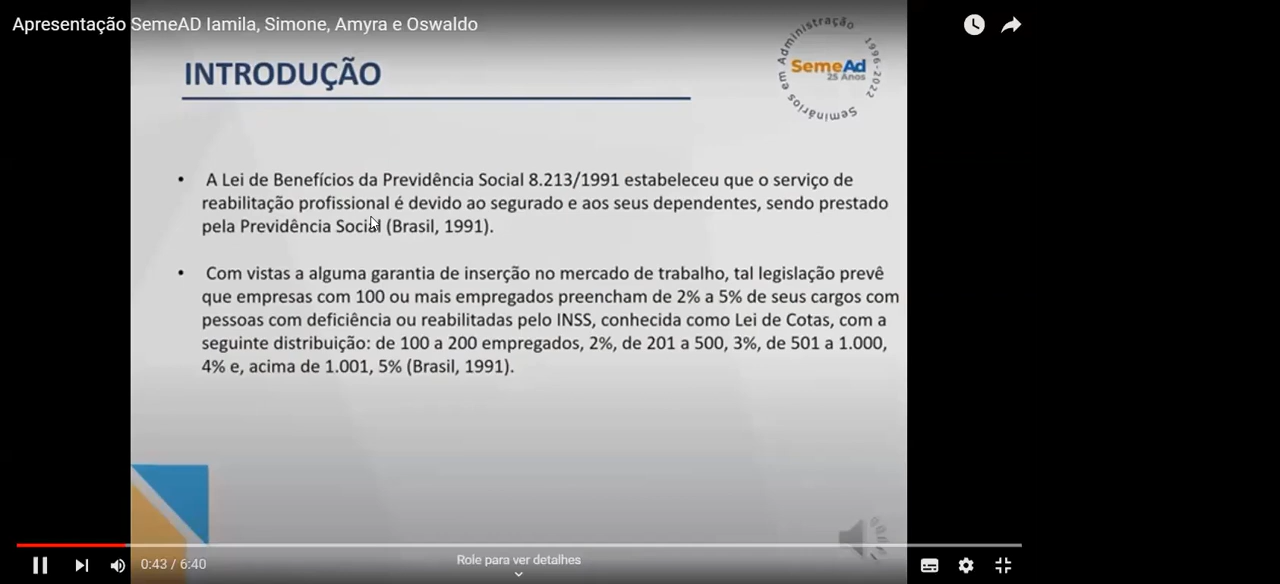 Apresentação SemeAD Iamila, Simone, Amyra e Oswaldo
INTRODUÇÃO
Seminários em Administração 1996-2022
SemeAd
25 Anos
• A Lei de Benefícios da Previdência Social 8.213/1991 estabeleceu que o serviço de
reabilitação profissional é devido ao segurado e aos seus dependentes, sendo prestado
pela Previdência Social (Brasil, 1991).
• Com vistas a alguma garantia de inserção no mercado de trabalho, tal legislação prevê
que empresas com 100 ou mais empregados preencham de 2% a 5% de seus cargos com
pessoas com deficiência ou reabilitadas pelo INSS, conhecida como Lei de Cotas, com a
seguinte distribuição: de 100 a 200 empregados, 2%, de 201 a 500, 3%, de 501 a 1.000,
4% e, acima de 1.001, 5% (Brasil, 1991).
0:43 / 6:40
Role para ver detalhes